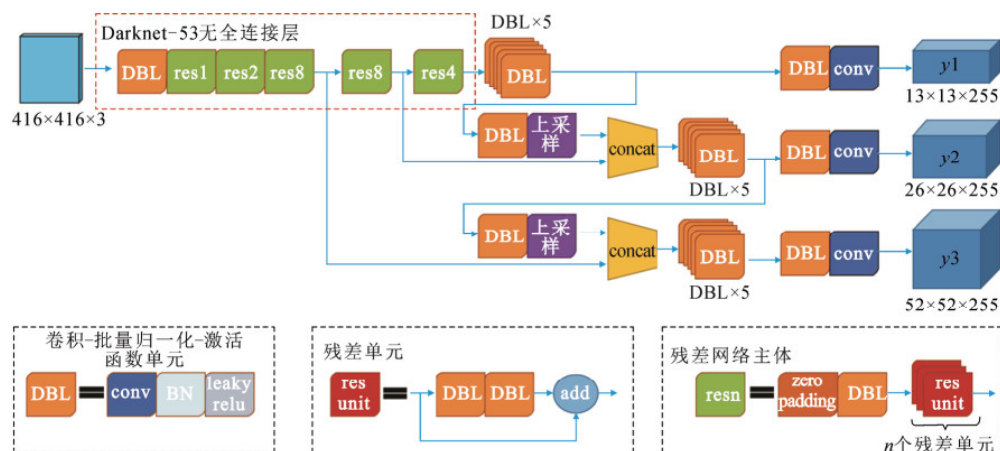 Darknet-53无全连接层
DBL×5
DBL res1 res2 res8 res8 res4 DBL DBL conv y1
416×416×3
13×13×255
DBL 上采样 concat DBL DBL conv y2
DBL×5
26×26×255
DBL 上采样 concat DBL DBL conv y3
DBL×5
52×52×255
卷积-批量归一化-激活
函数单元
DBL conv BN leaky relu
残差单元
res unit DBL DBL add
残差网络主体
resn zero padding DBL res unit
n个残差单元